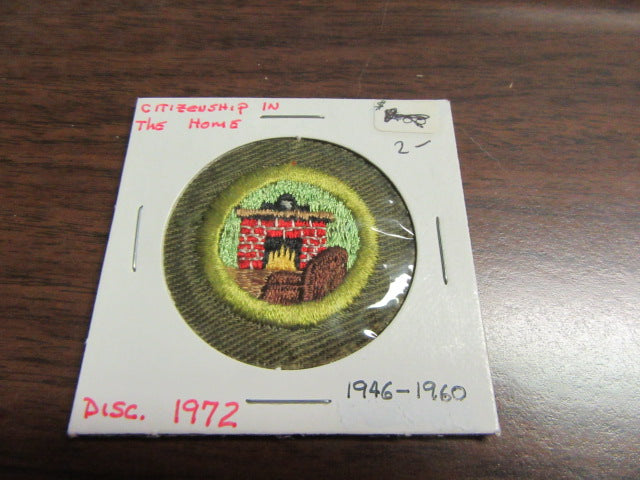 CITIZENSHIP IN
THE HOME
$
2-
1946-1960
DISC. 1972